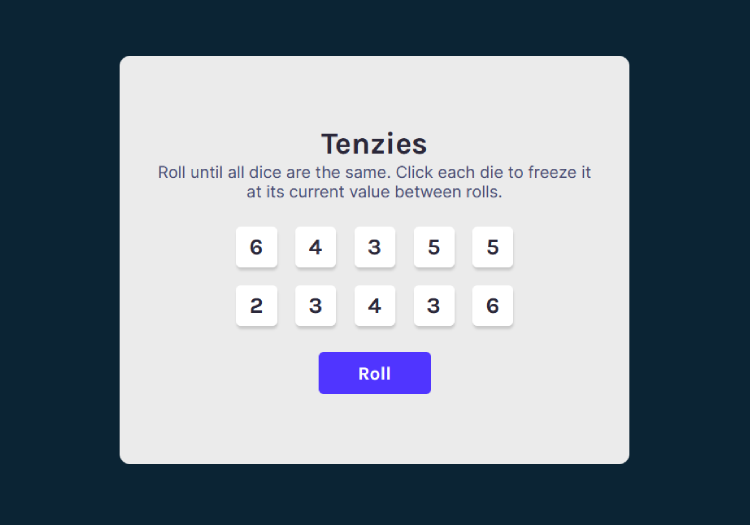 Tenzies
Roll until all dice are the same. Click each die to freeze it
at its current value between rolls.
6 4 3 5 5
2 3 4 3 6
Roll